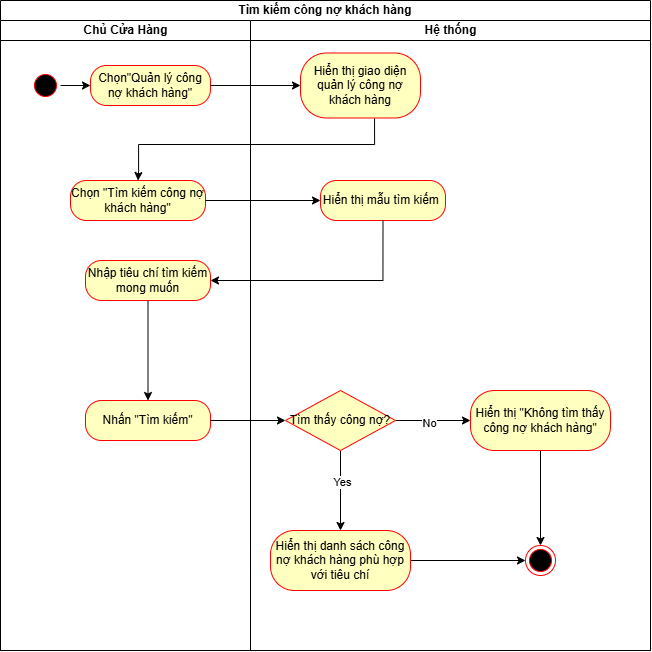 Tìm kiếm công nợ khách hàng
Chủ Cửa Hàng
Hệ thống
Chọn"Quản lý công
nợ khách hàng"
Hiển thị giao diện
quản lý công nợ
khách hàng
Chọn "Tìm kiếm công nợ
khách hàng"
Hiển thị mẫu tìm kiếm
Nhập tiêu chí tìm kiếm
mong muốn
Nhấn "Tìm kiếm"
Tìm thấy công nợ?
No
Hiển thị "Không tìm thấy
công nợ khách hàng"
Yes
Hiển thị danh sách công
nợ khách hàng phù hợp
với tiêu chí